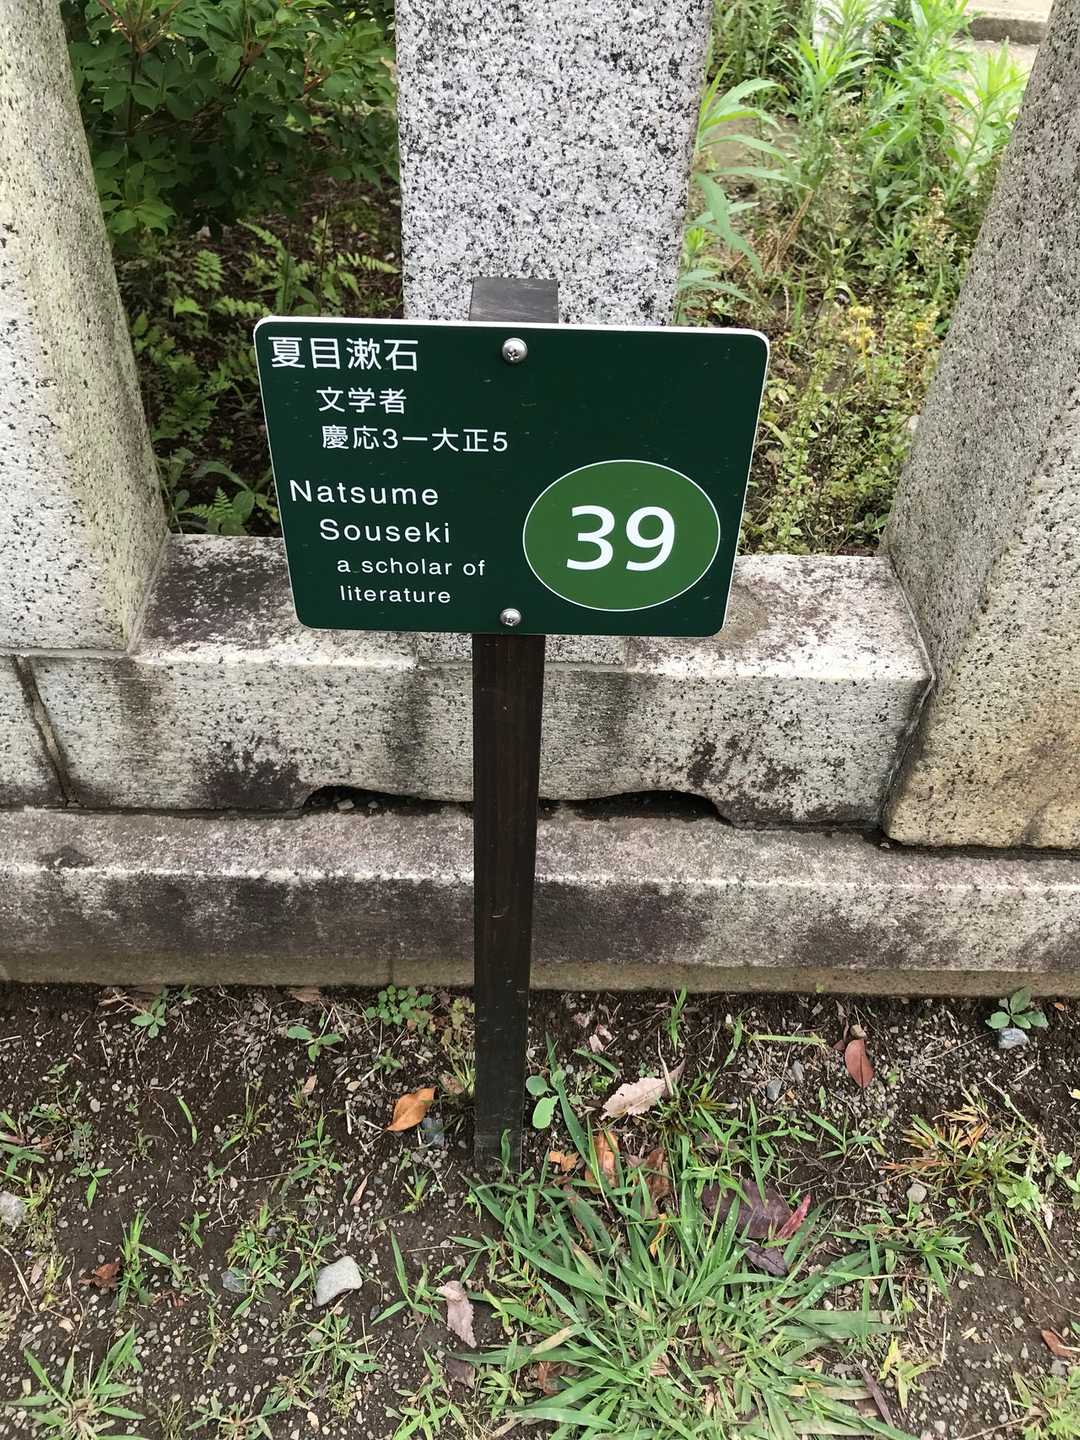 夏目漱石
文学者
慶応3ー大正5
Natsume
Souseki
a scholar of
literature
39